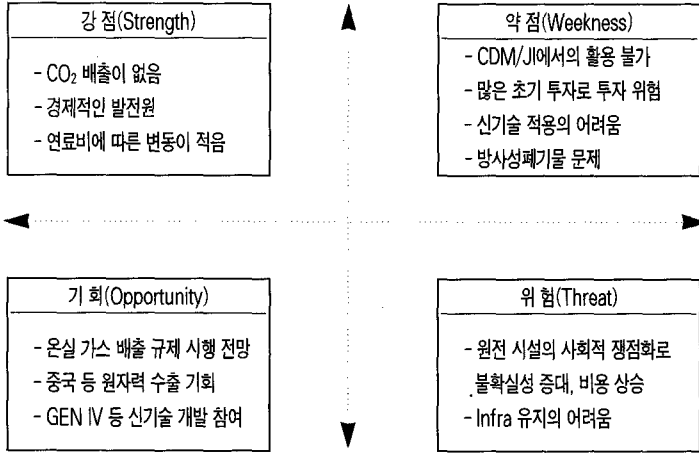 강 점(Strength)
- CO₂ 배출이 없음
- 경제적인 발전원
- 연료비에 따른 변동이 적음
약 점(Weekness)
- CDM/JI에서의 활용 불가
- 많은 초기 투자로 투자 위험
- 신기술 적용의 어려움
- 방사성폐기물 문제
기 회(Opportunity)
- 온실 가스 배출 규제 시행 전망
- 중국 등 원자력 수출 기회
- GEN IV 등 신기술 개발 참여
위 험(Threat)
- 원전 시설의 사회적 쟁점화로
불확실성 증대, 비용 상승
- Infra 유지의 어려움